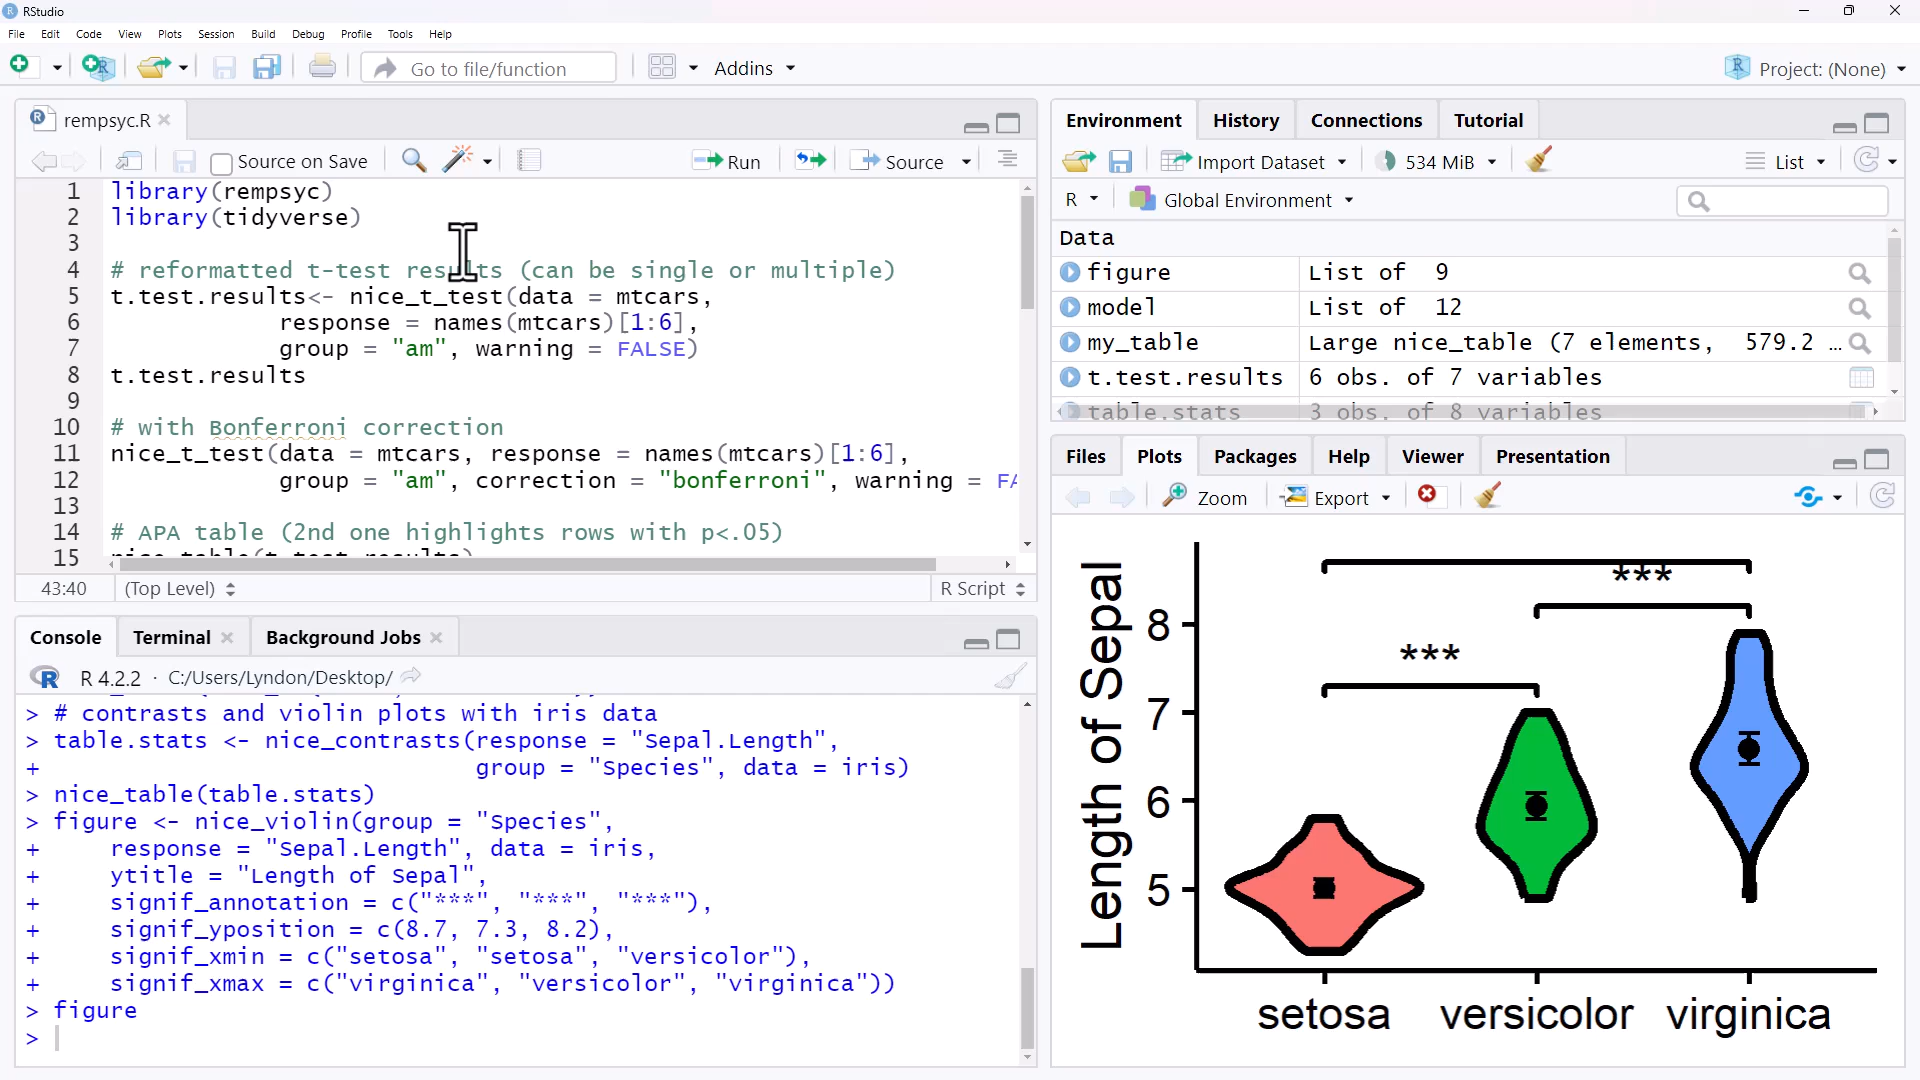 RStudio
File Edit Code View Plots Session Build Debug Profile Tools Help
Go to file/function
Addins
Project: (None)
rempsyc.R
Source on Save
Run
Source
1 library(rempsyc)
2 library(tidyverse)
3
4 # reformatted t-test results (can be single or multiple)
5 t.test.results<- nice_t_test(data = mtcars,
6 response = names(mtcars)[1:6],
7 group = "am", warning = FALSE)
8 t.test.results
9
10 # with Bonferroni correction
11 nice_t_test(data = mtcars, response = names(mtcars)[1:6],
12 group = "am", correction = "bonferroni", warning = FA
13
14 # APA table (2nd one highlights rows with p<.05)
15 nice_table(t.test.results)
43:40 (Top Level) R Script
Console Terminal Background Jobs
R 4.2.2 · C:/Users/Lyndon/Desktop/
> # contrasts and violin plots with iris data
> table.stats <- nice_contrasts(response = "Sepal.Length",
+ group = "Species", data = iris)
> nice_table(table.stats)
> figure <- nice_violin(group = "Species",
+ response = "Sepal.Length", data = iris,
+ ytitle = "Length of Sepal",
+ signif_annotation = c("***", "***", "***"),
+ signif_yposition = c(8.7, 7.3, 8.2),
+ signif_xmin = c("setosa", "setosa", "versicolor"),
+ signif_xmax = c("virginica", "versicolor", "virginica"))
> figure
>
Environment History Connections Tutorial
Import Dataset 534 MiB List
R Global Environment
Data
figure List of 9
model List of 12
my_table Large nice_table (7 elements, 579.2 …
t.test.results 6 obs. of 7 variables
table.stats 3 obs. of 8 variables
Files Plots Packages Help Viewer Presentation
Zoom Export
Length of Sepal
8
7
6
5
***
***
setosa versicolor virginica